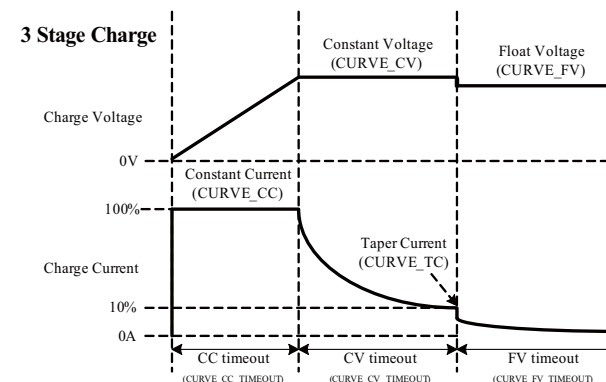 3 Stage Charge
Constant Voltage
(CURVE_CV)
Float Voltage
(CURVE_FV)
Charge Voltage
0V
Constant Current
(CURVE_CC)
100%
Taper Current
(CURVE_TC)
Charge Current
10%
0A
CC timeout
(CURVE_CC_TIMEOUT)
CV timeout
(CURVE_CV_TIMEOUT)
FV timeout
(CURVE_FV_TIMEOUT)